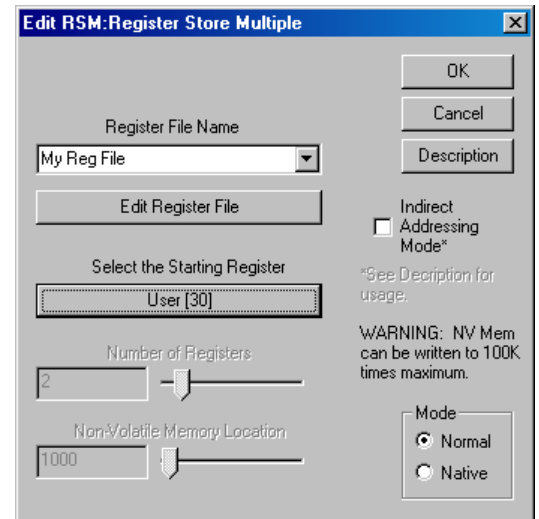 Edit RSM:Register Store Multiple
OK
Cancel
Description
Register File Name
My Reg File
Edit Register File
Indirect
Addressing
Mode*
*See Decription for
usage.
Select the Starting Register
User [30]
WARNING: NV Mem
can be written to 100K
times maximum.
Number of Registers
2
Non-Volatile Memory Location
1000
Mode
Normal
Native